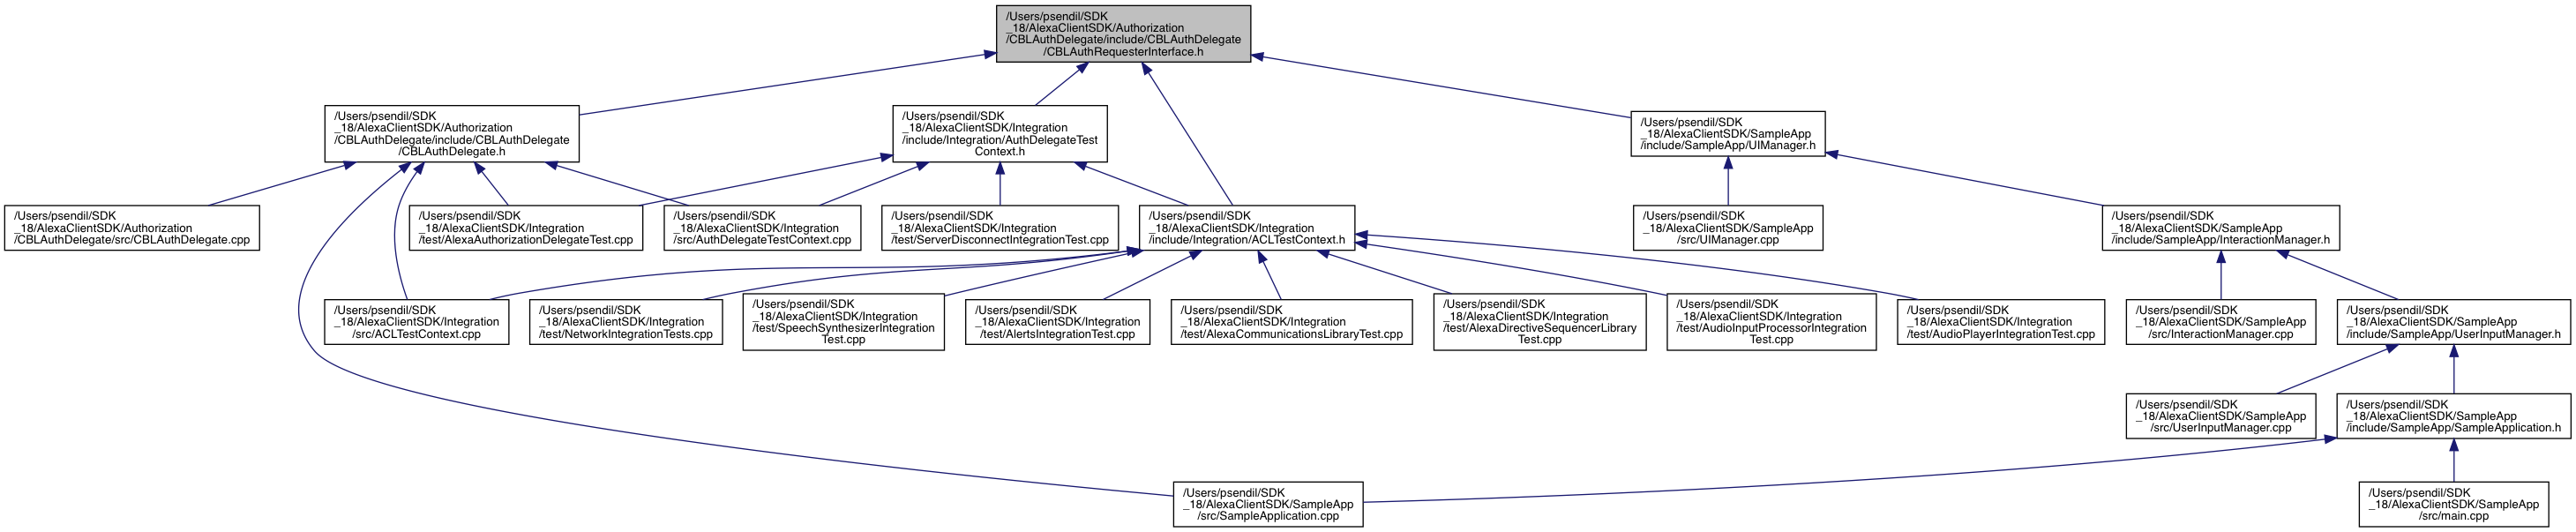 /Users/psendil/SDK
_18/AlexaClientSDK/Authorization
/CBLAuthDelegate/include/CBLAuthDelegate
/CBLAuthRequesterInterface.h
/Users/psendil/SDK
_18/AlexaClientSDK/Authorization
/CBLAuthDelegate/include/CBLAuthDelegate
/CBLAuthDelegate.h
/Users/psendil/SDK
_18/AlexaClientSDK/Integration
/include/Integration/AuthDelegateTest
Context.h
/Users/psendil/SDK
_18/AlexaClientSDK/SampleApp
/include/SampleApp/UIManager.h
/Users/psendil/SDK
_18/AlexaClientSDK/Authorization
/CBLAuthDelegate/src/CBLAuthDelegate.cpp
/Users/psendil/SDK
_18/AlexaClientSDK/Integration
/test/AlexaAuthorizationDelegateTest.cpp
/Users/psendil/SDK
_18/AlexaClientSDK/Integration
/src/AuthDelegateTestContext.cpp
/Users/psendil/SDK
_18/AlexaClientSDK/Integration
/test/ServerDisconnectIntegrationTest.cpp
/Users/psendil/SDK
_18/AlexaClientSDK/Integration
/include/Integration/ACLTestContext.h
/Users/psendil/SDK
_18/AlexaClientSDK/SampleApp
/src/UIManager.cpp
/Users/psendil/SDK
_18/AlexaClientSDK/SampleApp
/include/SampleApp/InteractionManager.h
/Users/psendil/SDK
_18/AlexaClientSDK/Integration
/src/ACLTestContext.cpp
/Users/psendil/SDK
_18/AlexaClientSDK/Integration
/test/NetworkIntegrationTests.cpp
/Users/psendil/SDK
_18/AlexaClientSDK/Integration
/test/SpeechSynthesizerIntegration
Test.cpp
/Users/psendil/SDK
_18/AlexaClientSDK/Integration
/test/AlertsIntegrationTest.cpp
/Users/psendil/SDK
_18/AlexaClientSDK/Integration
/test/AlexaCommunicationsLibraryTest.cpp
/Users/psendil/SDK
_18/AlexaClientSDK/Integration
/test/AlexaDirectiveSequencerLibrary
Test.cpp
/Users/psendil/SDK
_18/AlexaClientSDK/Integration
/test/AudioInputProcessorIntegration
Test.cpp
/Users/psendil/SDK
_18/AlexaClientSDK/Integration
/test/AudioPlayerIntegrationTest.cpp
/Users/psendil/SDK
_18/AlexaClientSDK/SampleApp
/src/InteractionManager.cpp
/Users/psendil/SDK
_18/AlexaClientSDK/SampleApp
/include/SampleApp/UserInputManager.h
/Users/psendil/SDK
_18/AlexaClientSDK/SampleApp
/src/UserInputManager.cpp
/Users/psendil/SDK
_18/AlexaClientSDK/SampleApp
/include/SampleApp/SampleApplication.h
/Users/psendil/SDK
_18/AlexaClientSDK/SampleApp
/src/SampleApplication.cpp
/Users/psendil/SDK
_18/AlexaClientSDK/SampleApp
/src/main.cpp